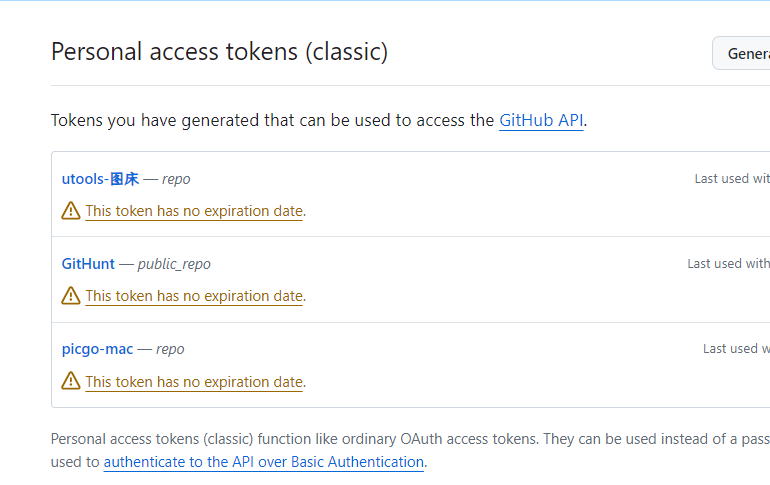 Personal access tokens (classic)
Tokens you have generated that can be used to access the GitHub API.
utools-图床 — repo
Last used
This token has no expiration date.
GitHunt — public_repo
Last used with
This token has no expiration date.
picgo-mac — repo
Last used
This token has no expiration date.
Personal access tokens (classic) function like ordinary OAuth access tokens. They can be used instead of a
used to authenticate to the API over Basic Authentication.